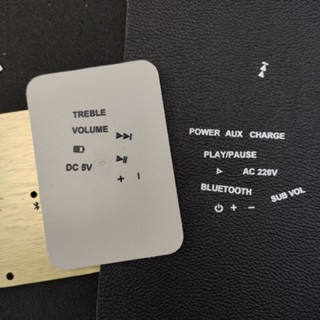 TREBLE
VOLUME
DC 5V
+ −
POWER AUX CHARGE
PLAY/PAUSE
AC 220V
BLUETOOTH
SUB VOL
+ −